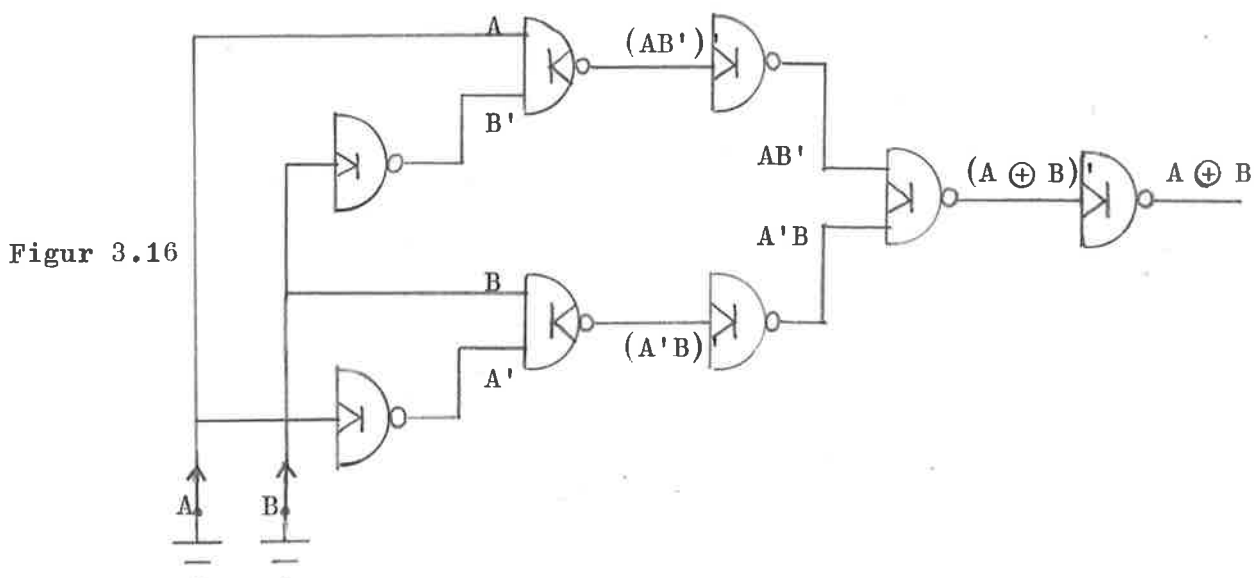 A
(AB')'
B'
AB'
(A ⊕ B)'
A ⊕ B
Figur 3.16
A'B
B
(A'B)'
A'
A
B